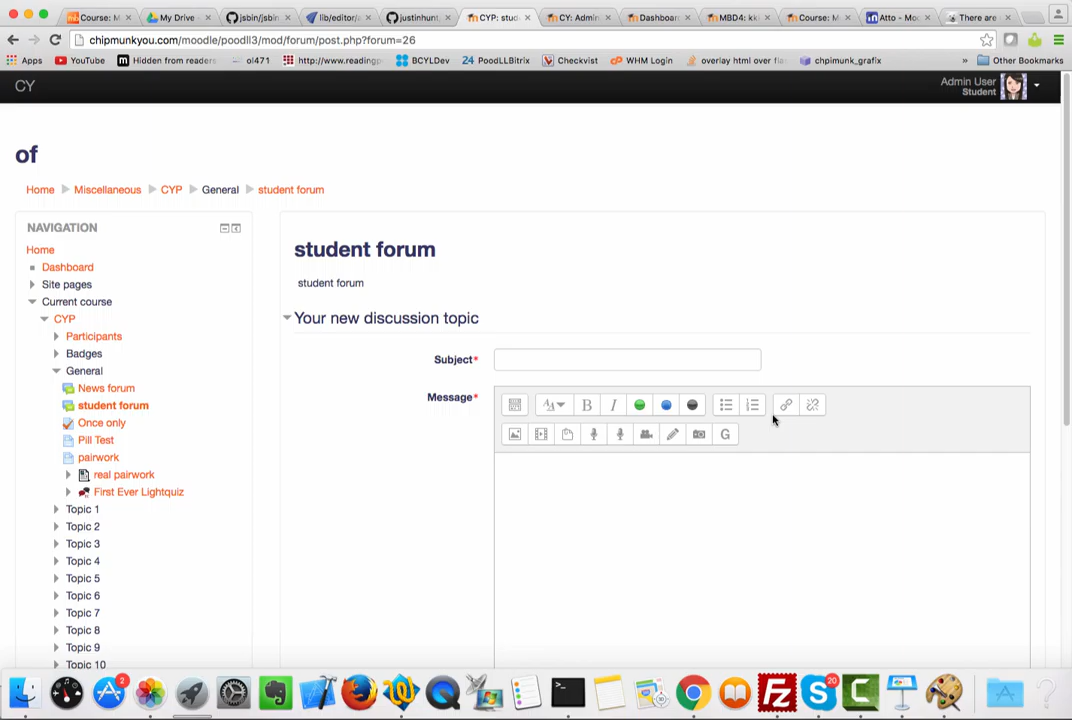 Course: M
My Drive -
jsbin/jsbin
lib/editor/a
justinhunt
CYP: stud
CY: Admin
Dashboard
MBD4: kk
Course: M
Atto - Moo
There are
chipmunkyou.com/moodle/poodll3/mod/forum/post.php?forum=26
Apps
YouTube
Hidden from readers
ol471
http://www.readingp
BCYLDev
24 PoodLLBitrix
Checkvist
WHM Login
overlay html over fla
chpimunk_grafix
»
Other Bookmarks
CY
Admin User
Student
of
Home
Miscellaneous
CYP
General
student forum
NAVIGATION
Home
Dashboard
Site pages
Current course
CYP
Participants
Badges
General
News forum
student forum
Once only
Pill Test
pairwork
real pairwork
First Ever Lightquiz
Topic 1
Topic 2
Topic 3
Topic 4
Topic 5
Topic 6
Topic 7
Topic 8
Topic 9
Topic 10
student forum
student forum
Your new discussion topic
Subject*
Message*
B
I
G
2
20